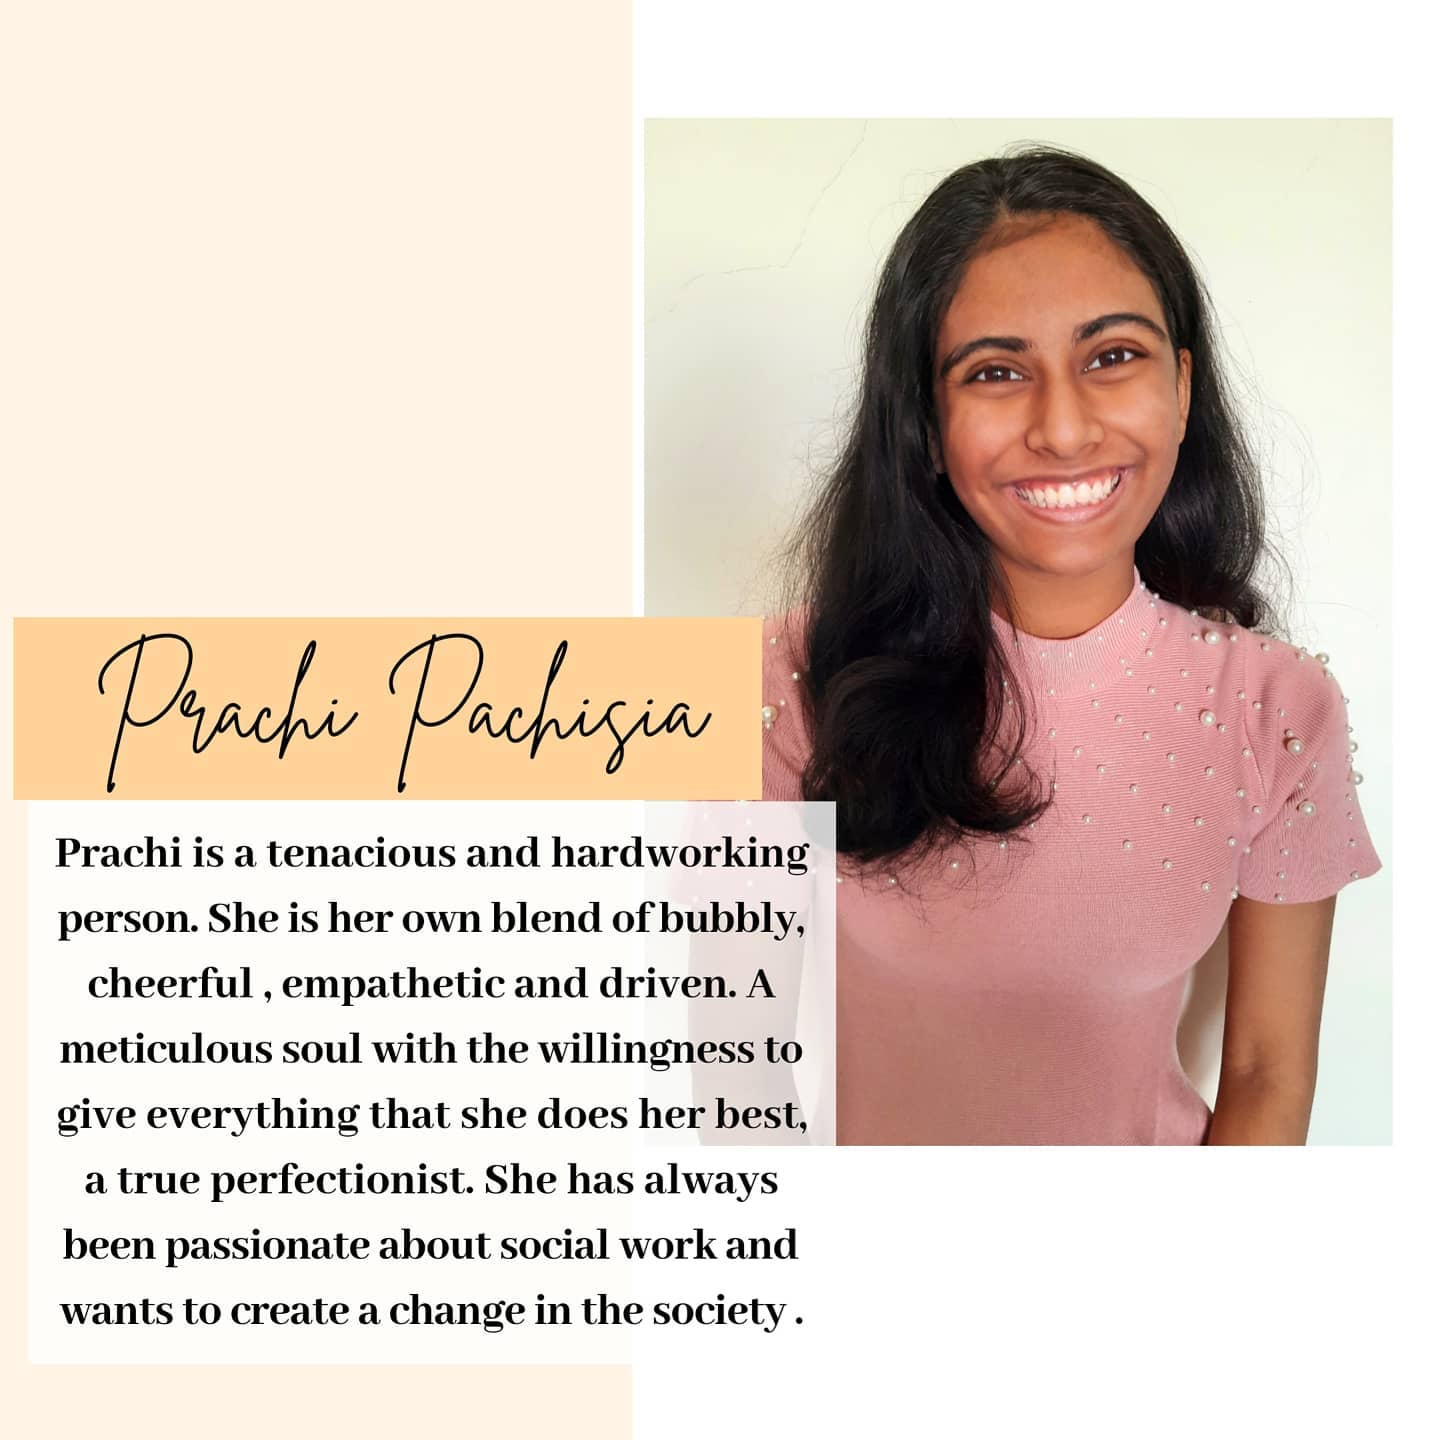 Prachi Pachisia
Prachi is a tenacious and hardworking
person. She is her own blend of bubbly,
cheerful , empathetic and driven. A
meticulous soul with the willingness to
give everything that she does her best,
a true perfectionist. She has always
been passionate about social work and
wants to create a change in the society .